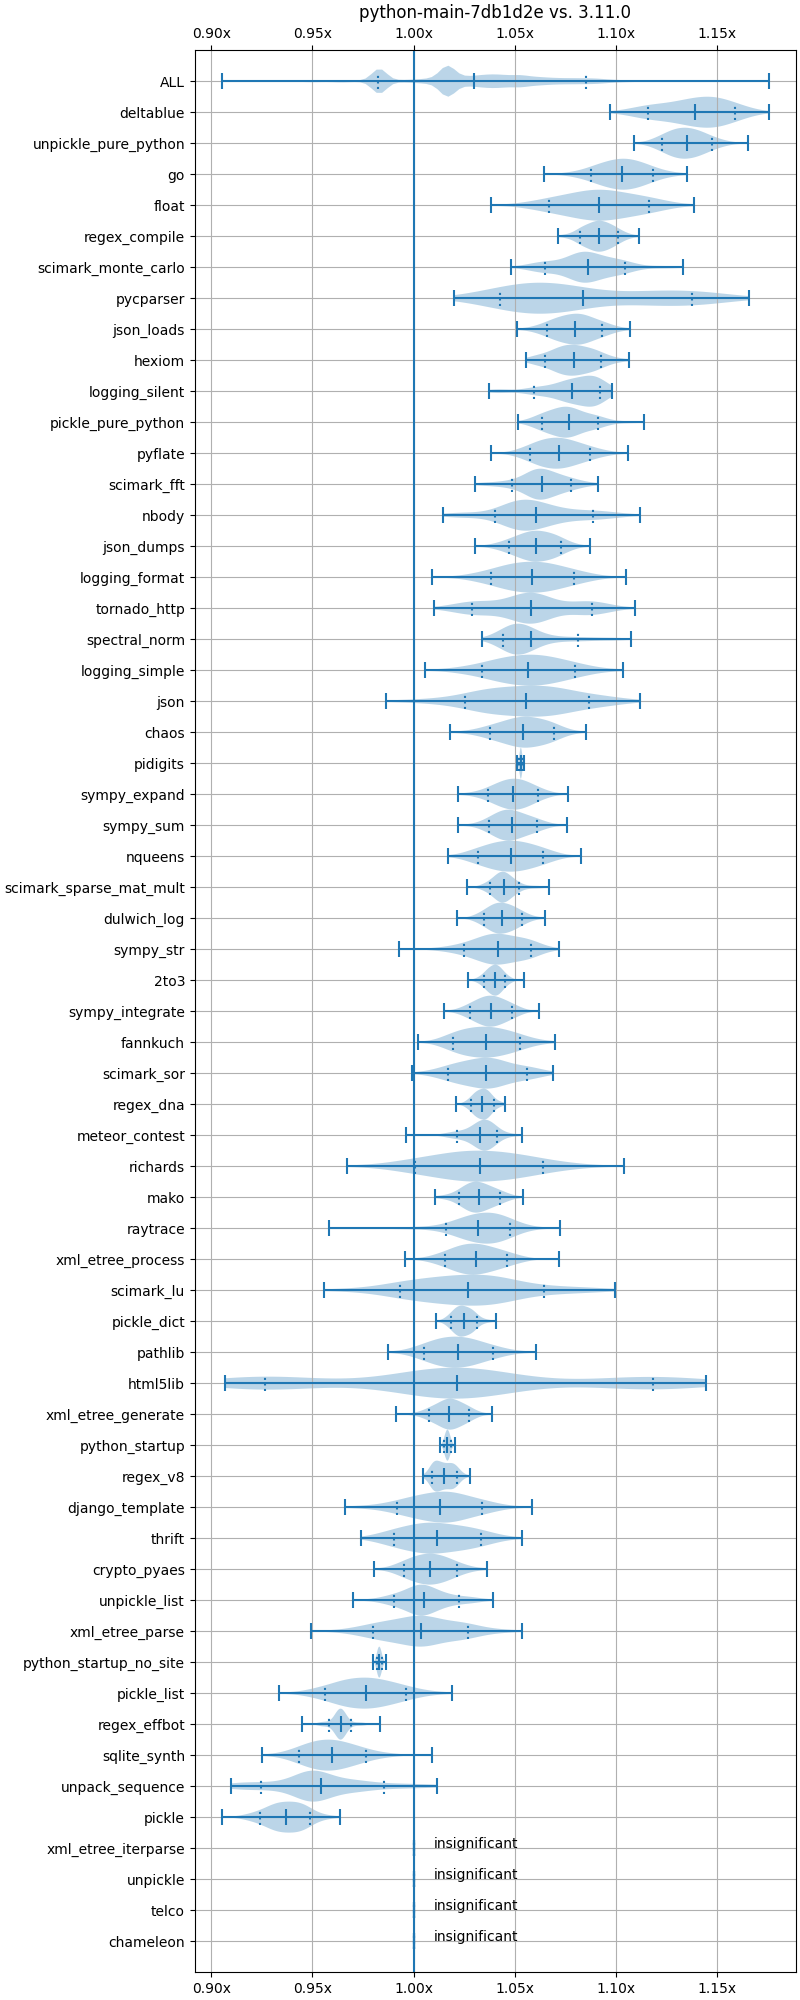 python-main-7db1d2e vs. 3.11.0
0.90x 0.95x 1.00x 1.05x 1.10x 1.15x
ALL
deltablue
unpickle_pure_python
go
float
regex_compile
scimark_monte_carlo
pycparser
json_loads
hexiom
logging_silent
pickle_pure_python
pyflate
scimark_fft
nbody
json_dumps
logging_format
tornado_http
spectral_norm
logging_simple
json
chaos
pidigits
sympy_expand
sympy_sum
nqueens
scimark_sparse_mat_mult
dulwich_log
sympy_str
2to3
sympy_integrate
fannkuch
scimark_sor
regex_dna
meteor_contest
richards
mako
raytrace
xml_etree_process
scimark_lu
pickle_dict
pathlib
html5lib
xml_etree_generate
python_startup
regex_v8
django_template
thrift
crypto_pyaes
unpickle_list
xml_etree_parse
python_startup_no_site
pickle_list
regex_effbot
sqlite_synth
unpack_sequence
pickle
xml_etree_iterparse insignificant
unpickle insignificant
telco insignificant
chameleon insignificant
0.90x 0.95x 1.00x 1.05x 1.10x 1.15x